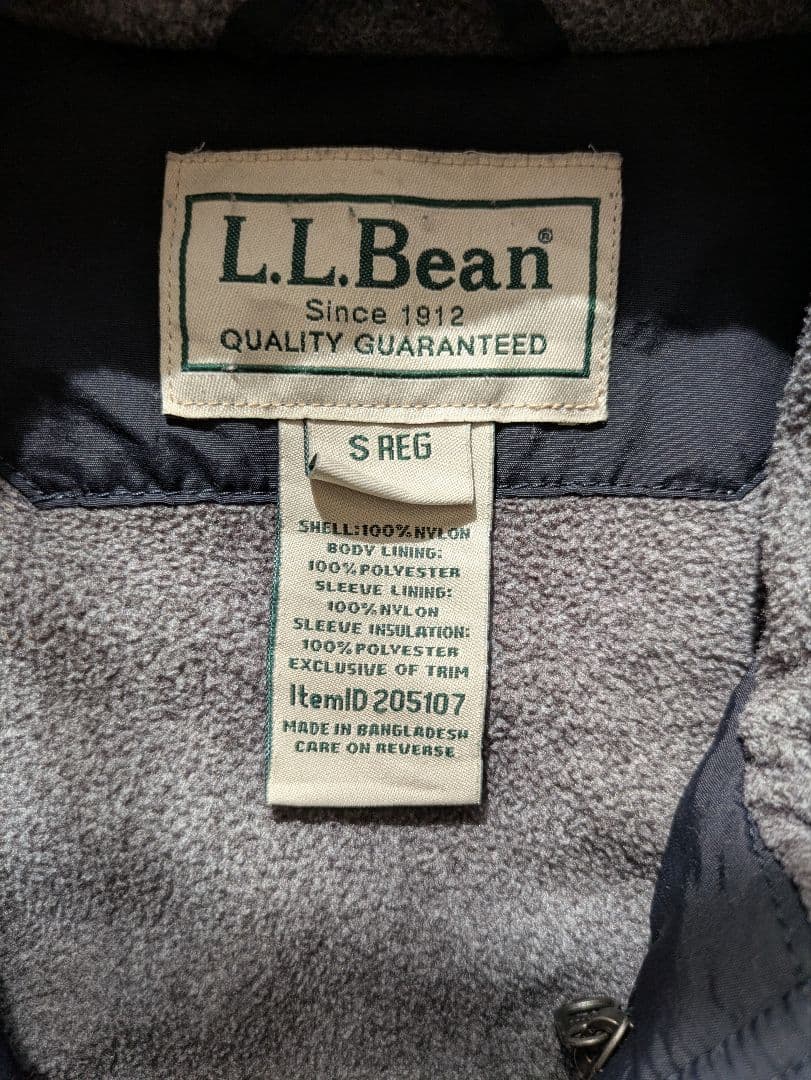 L.L.Bean®
Since 1912
QUALITY GUARANTEED
S REG
SHELL:100% NYLON
BODY LINING:
100% POLYESTER
SLEEVE LINING:
100% NYLON
SLEEVE INSULATION:
100% POLYESTER
EXCLUSIVE OF TRIM
ItemID 205107
MADE IN BANGLADESH
CARE ON REVERSE